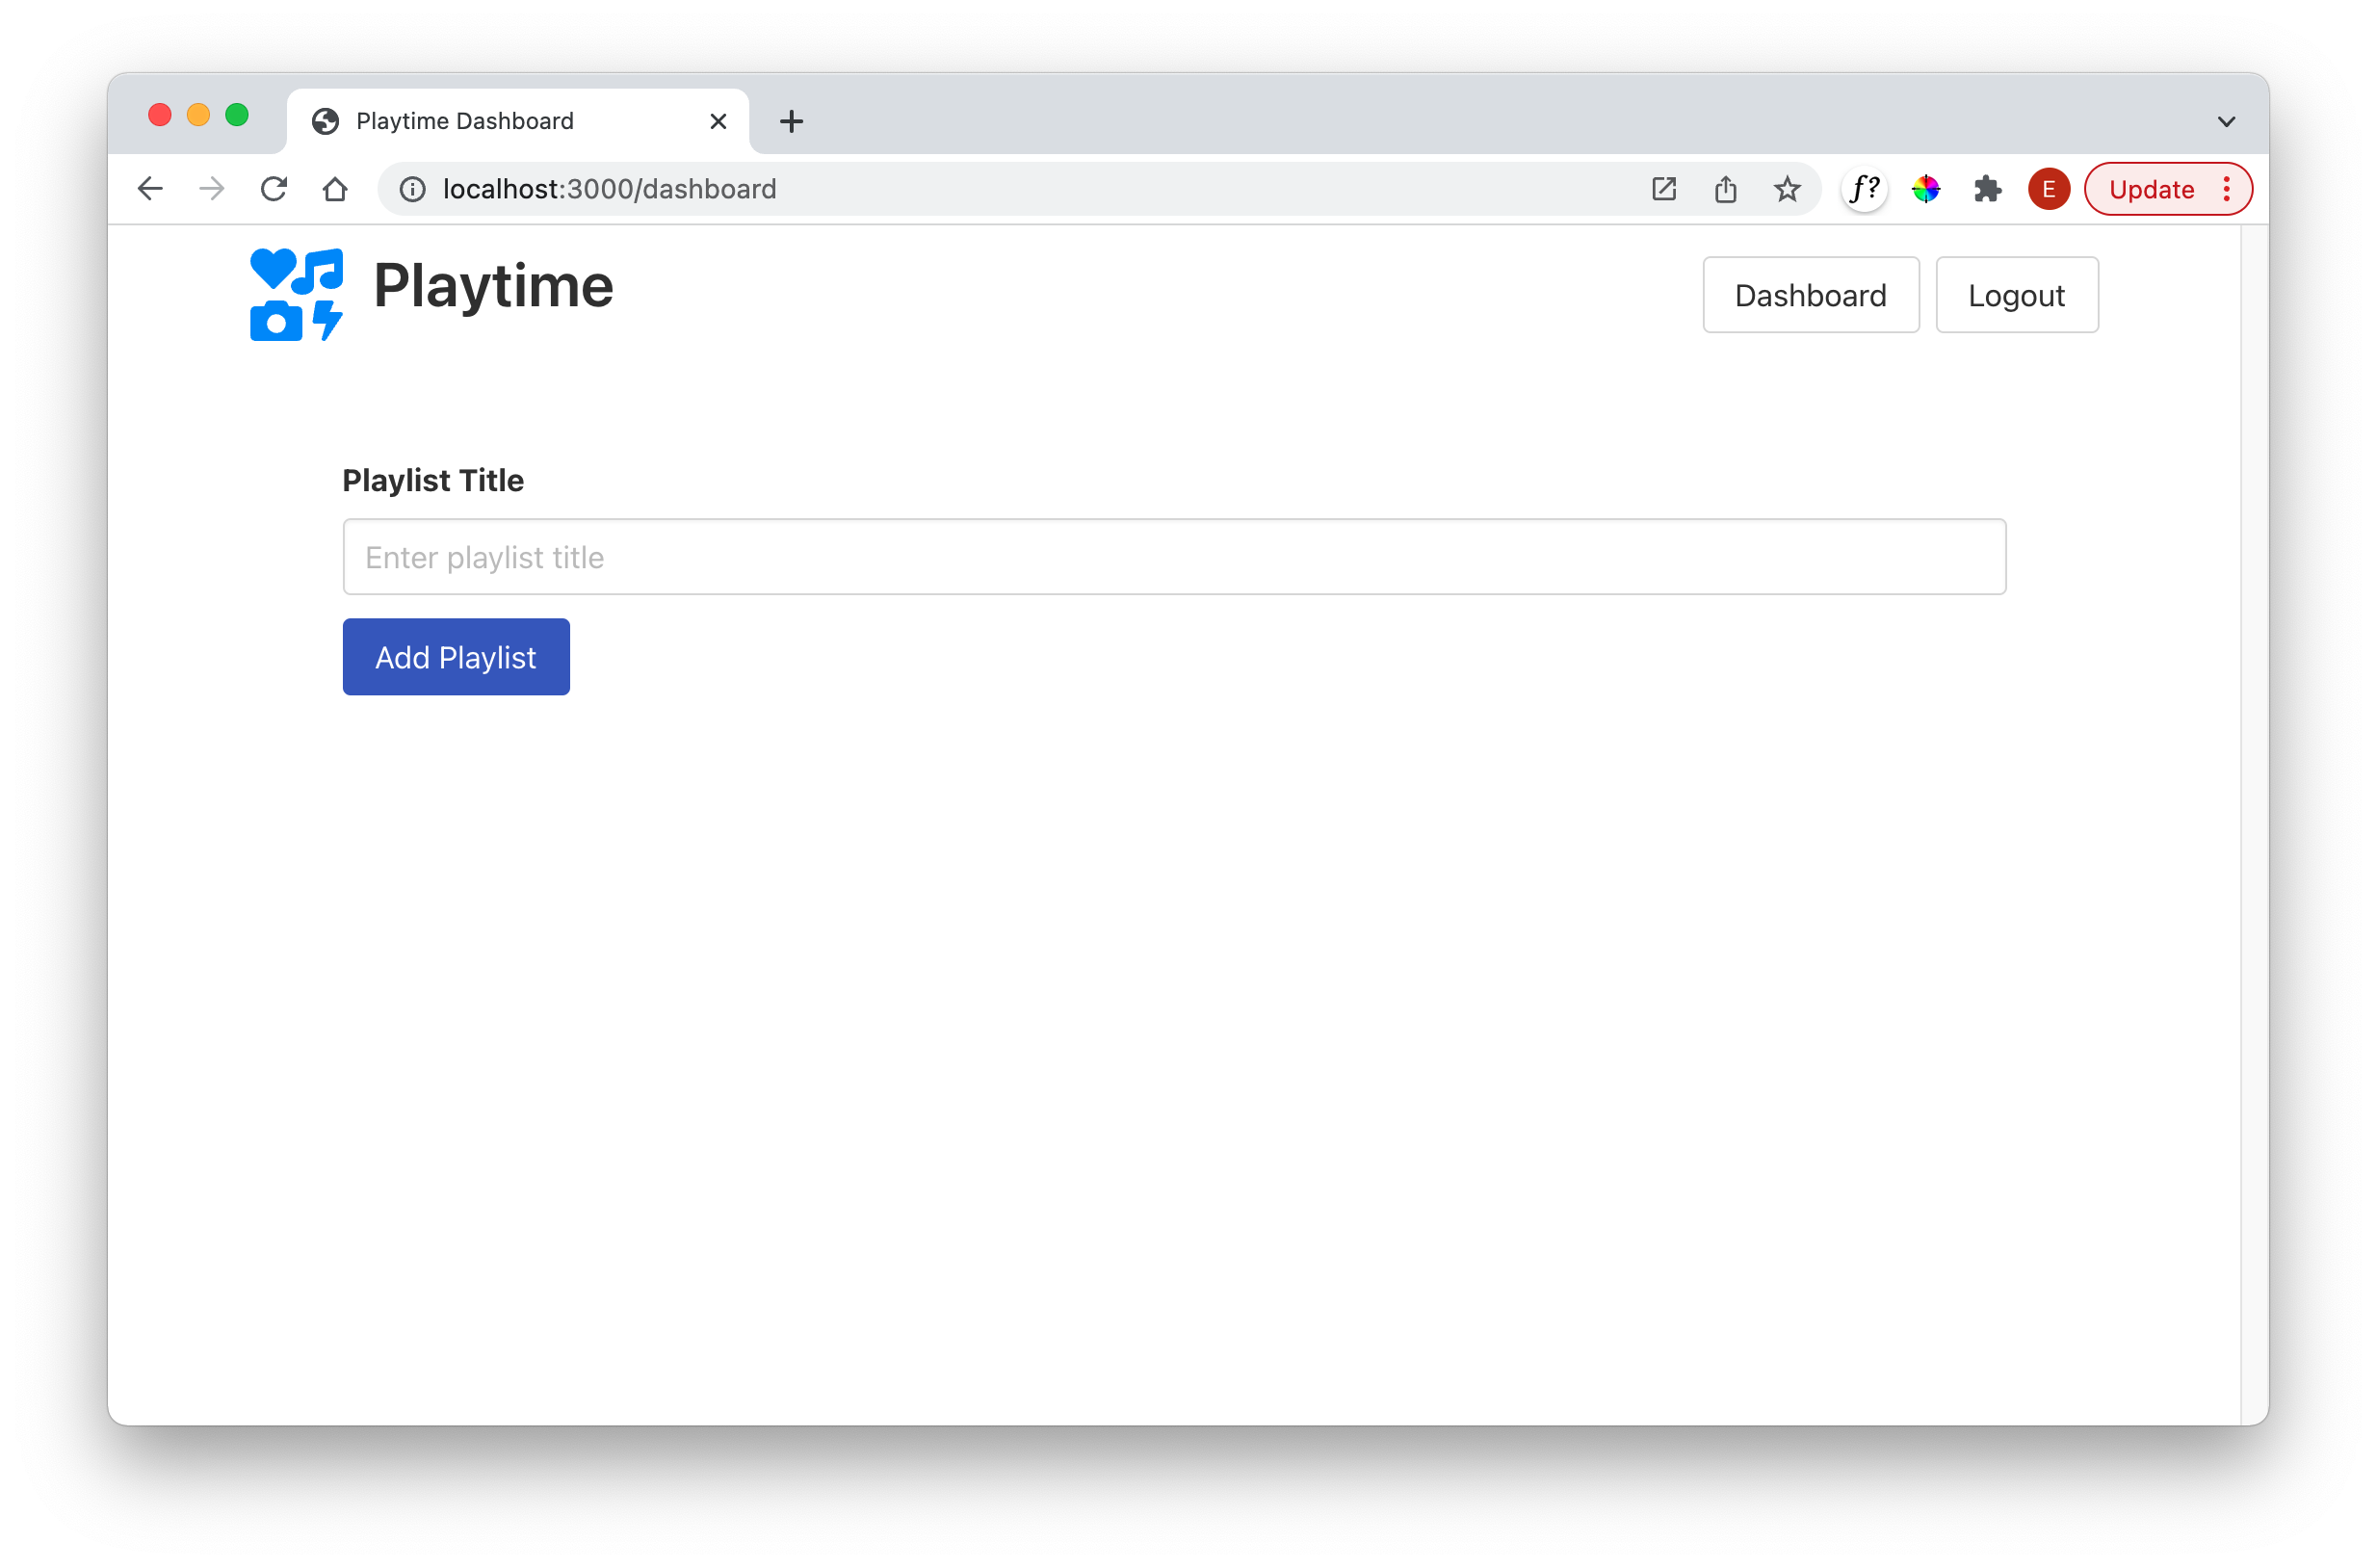 Playtime Dashboard
localhost:3000/dashboard
f?
E
Update
Playtime
Dashboard
Logout
Playlist Title
Enter playlist title
Add Playlist